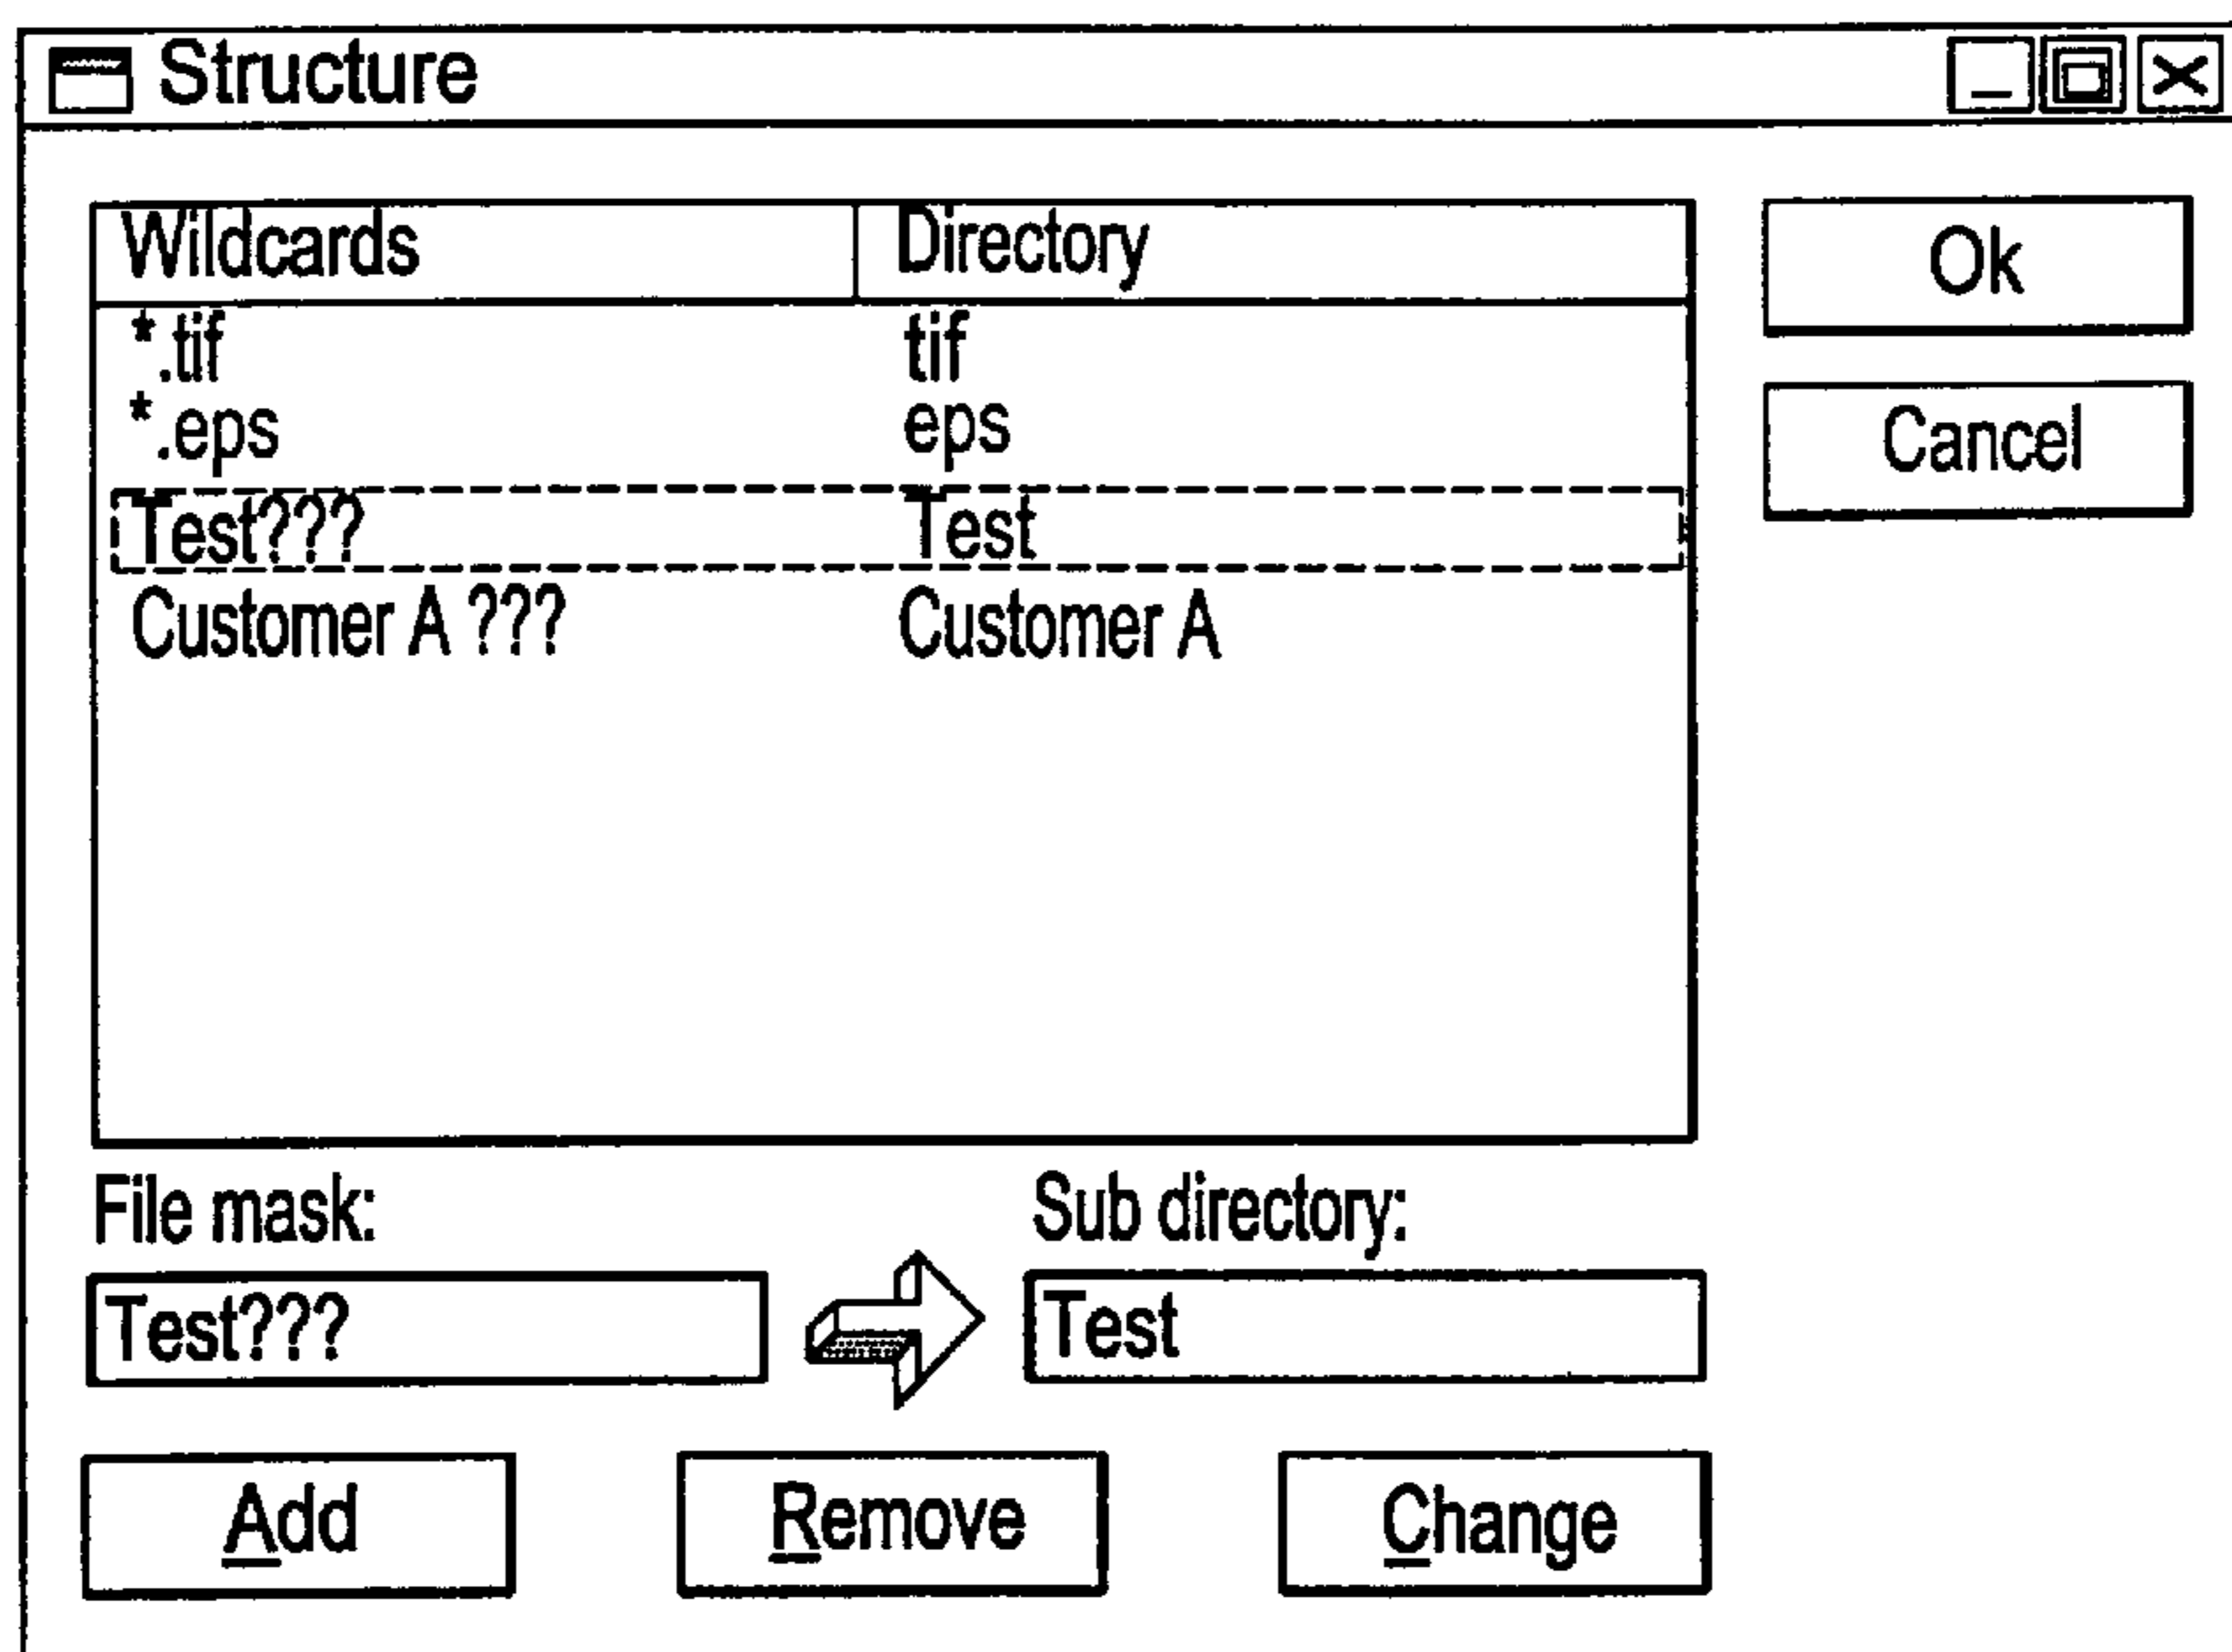 Structure
Wildcards Directory
*.tif tif
*.eps eps
Test??? Test
Customer A ??? Customer A
Ok
Cancel
File mask: Sub directory:
Test??? Test
Add Remove Change